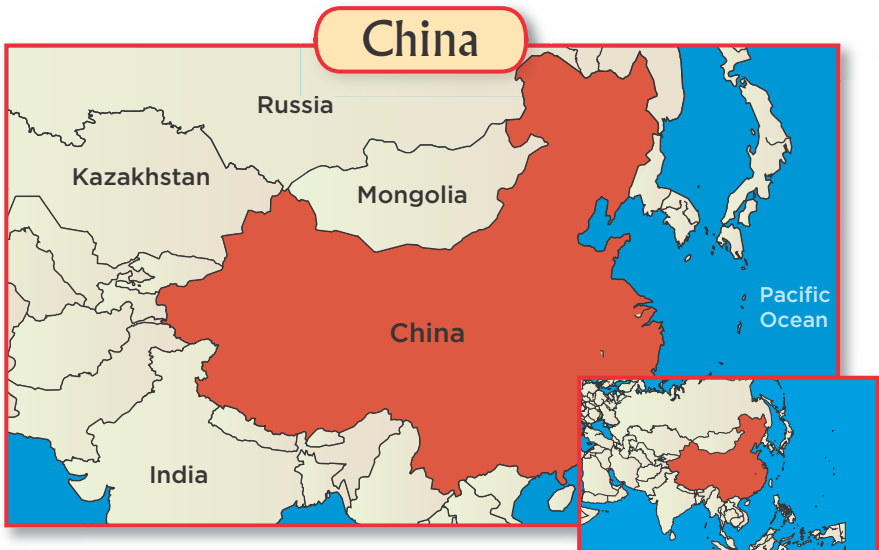 China
Russia
Kazakhstan
Mongolia
Pacific
Ocean
China
India